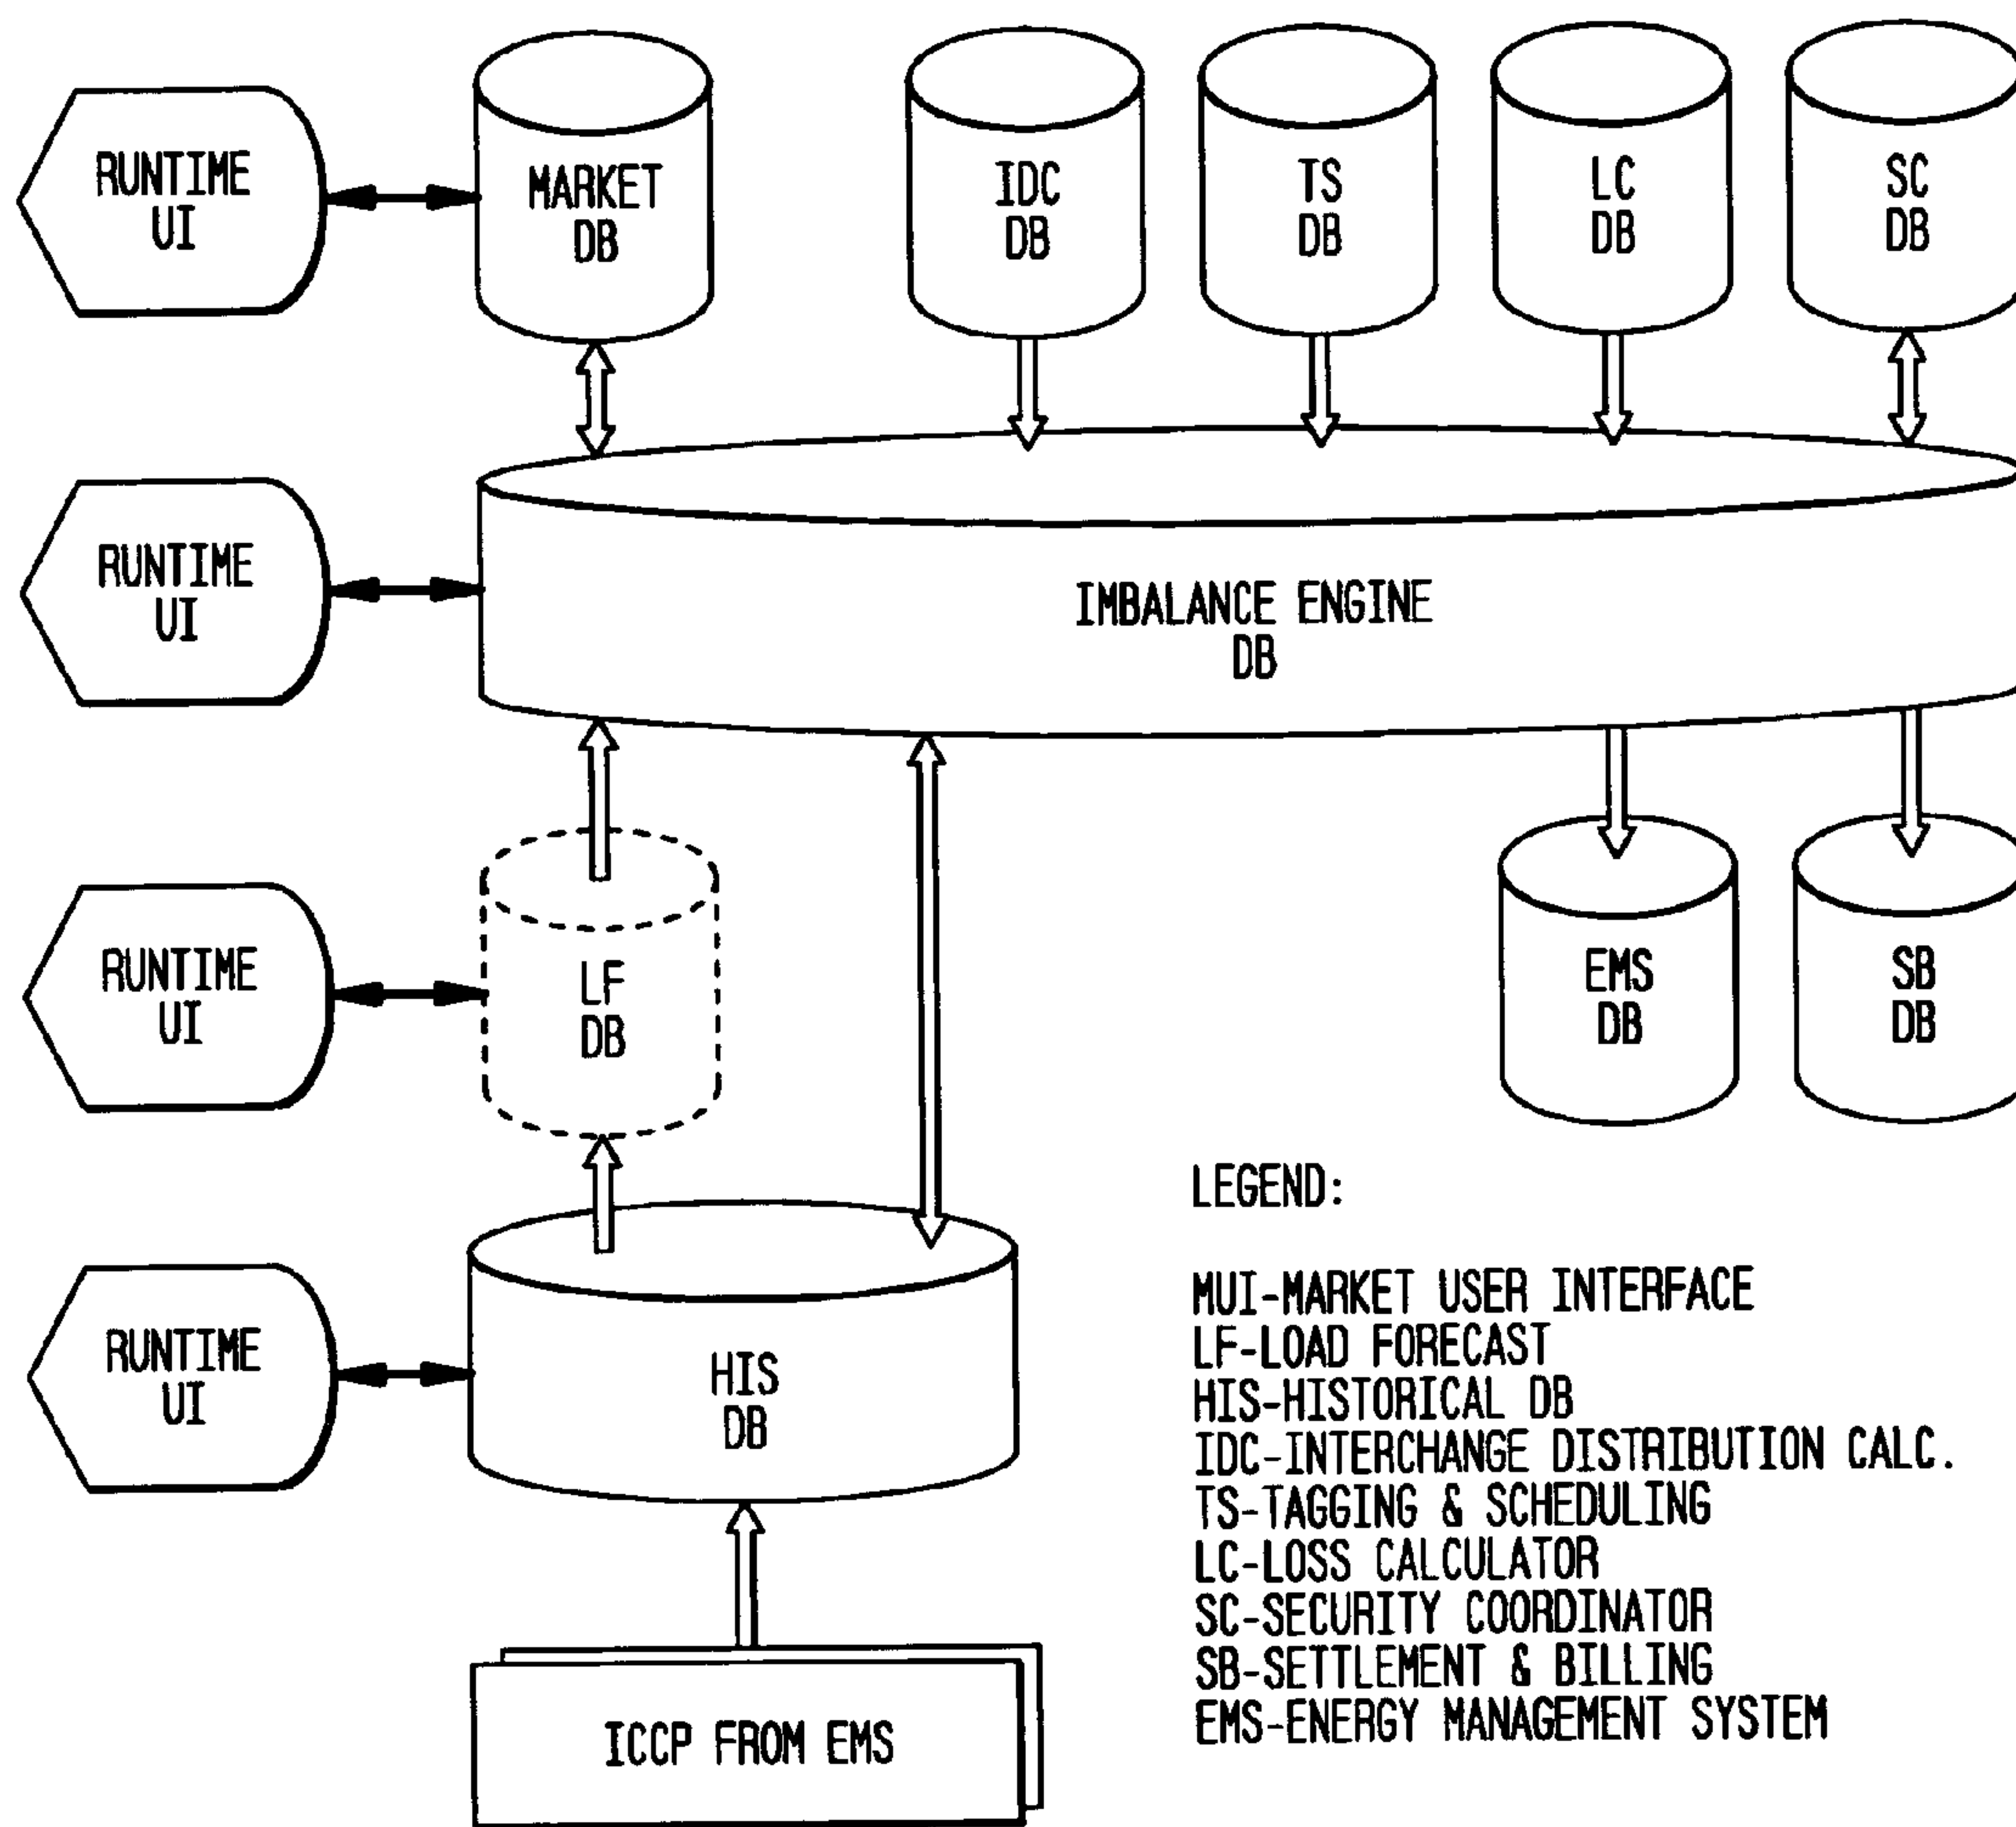 RUNTIME
UI
MARKET
DB
IDC
DB
TS
DB
LC
DB
SC
DB
RUNTIME
UI
IMBALANCE ENGINE
DB
RUNTIME
UI
LF
DB
EMS
DB
SB
DB
RUNTIME
UI
HIS
DB
ICCP FROM EMS
LEGEND:
MUI-MARKET USER INTERFACE
LF-LOAD FORECAST
HIS-HISTORICAL DB
IDC-INTERCHANGE DISTRIBUTION CALC.
TS-TAGGING & SCHEDULING
LC-LOSS CALCULATOR
SC-SECURITY COORDINATOR
SB-SETTLEMENT & BILLING
EMS-ENERGY MANAGEMENT SYSTEM